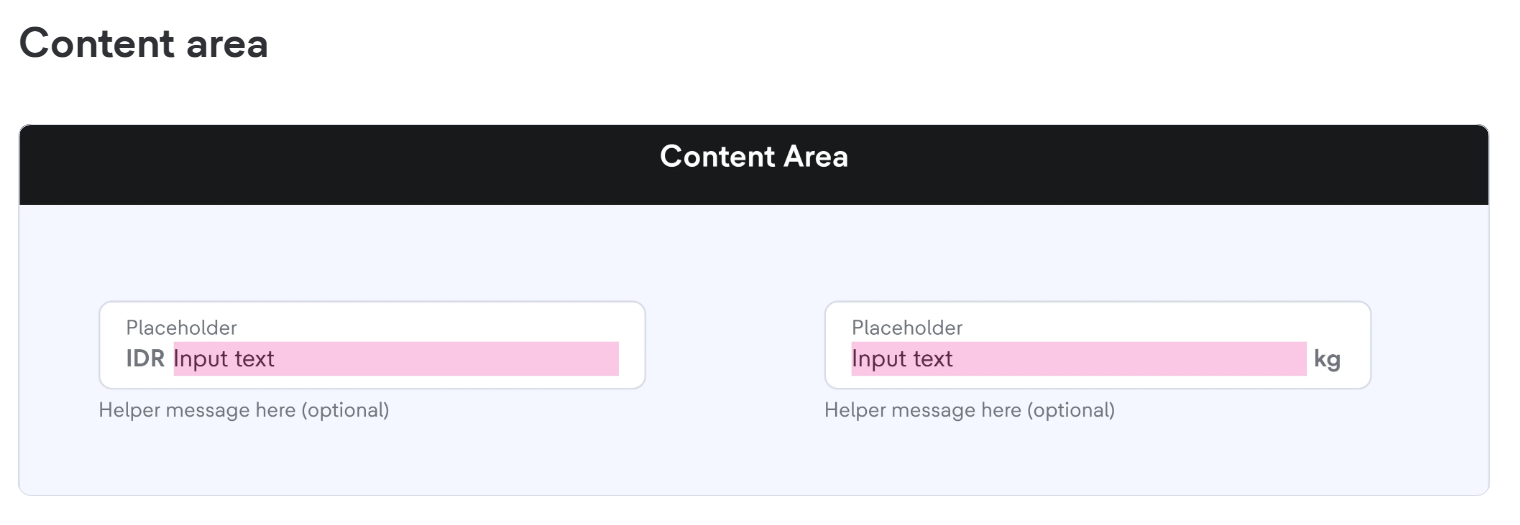 Content area
Content Area
Placeholder
IDR Input text
Helper message here (optional)
Placeholder
Input text kg
Helper message here (optional)